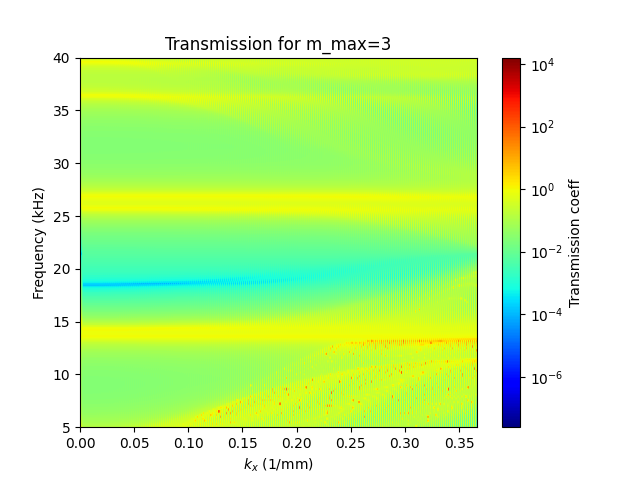 Transmission for m_max=3
40
35
30
25
20
15
10
5
Frequency (kHz)
0.00 0.05 0.10 0.15 0.20 0.25 0.30 0.35
k_x (1/mm)
10^4
10^2
10^0
10^-2
10^-4
10^-6
Transmission coeff